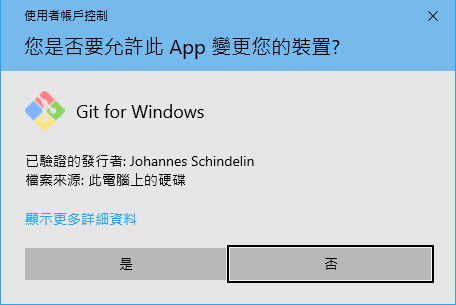 使用者帳戶控制
您是否要允許此 App 變更您的裝置?
Git for Windows
已驗證的發行者: Johannes Schindelin
檔案來源: 此電腦上的硬碟
顯示更多詳細資料
是
否